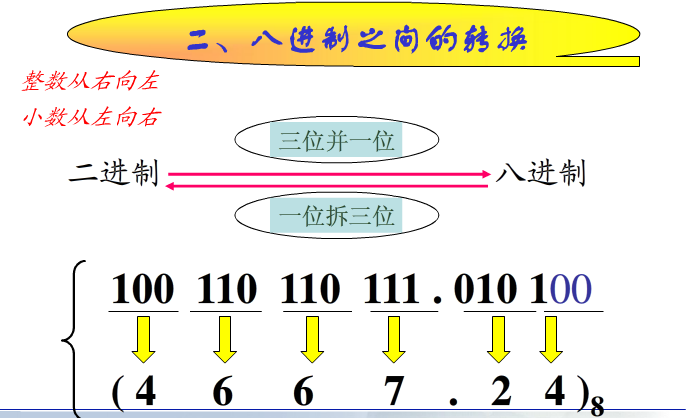 二、八进制之间的转换
整数从右向左
小数从左向右
三位并一位
二进制 八进制
一位拆三位
100 110 110 111 . 010 100
( 4 6 6 7 . 2 4 )8